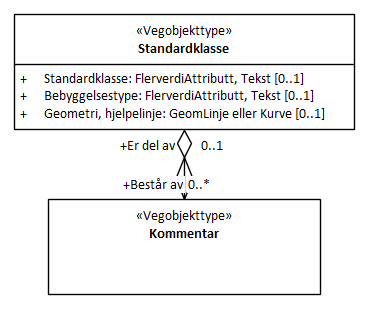 «Vegobjekttype»
Standardklasse
+ Standardklasse: FlerverdiAttributt, Tekst [0..1]
+ Bebyggelsestype: FlerverdiAttributt, Tekst [0..1]
+ Geometri, hjelpelinje: GeomLinje eller Kurve [0..1]
+Er del av 0..1
+Består av 0..*
«Vegobjekttype»
Kommentar